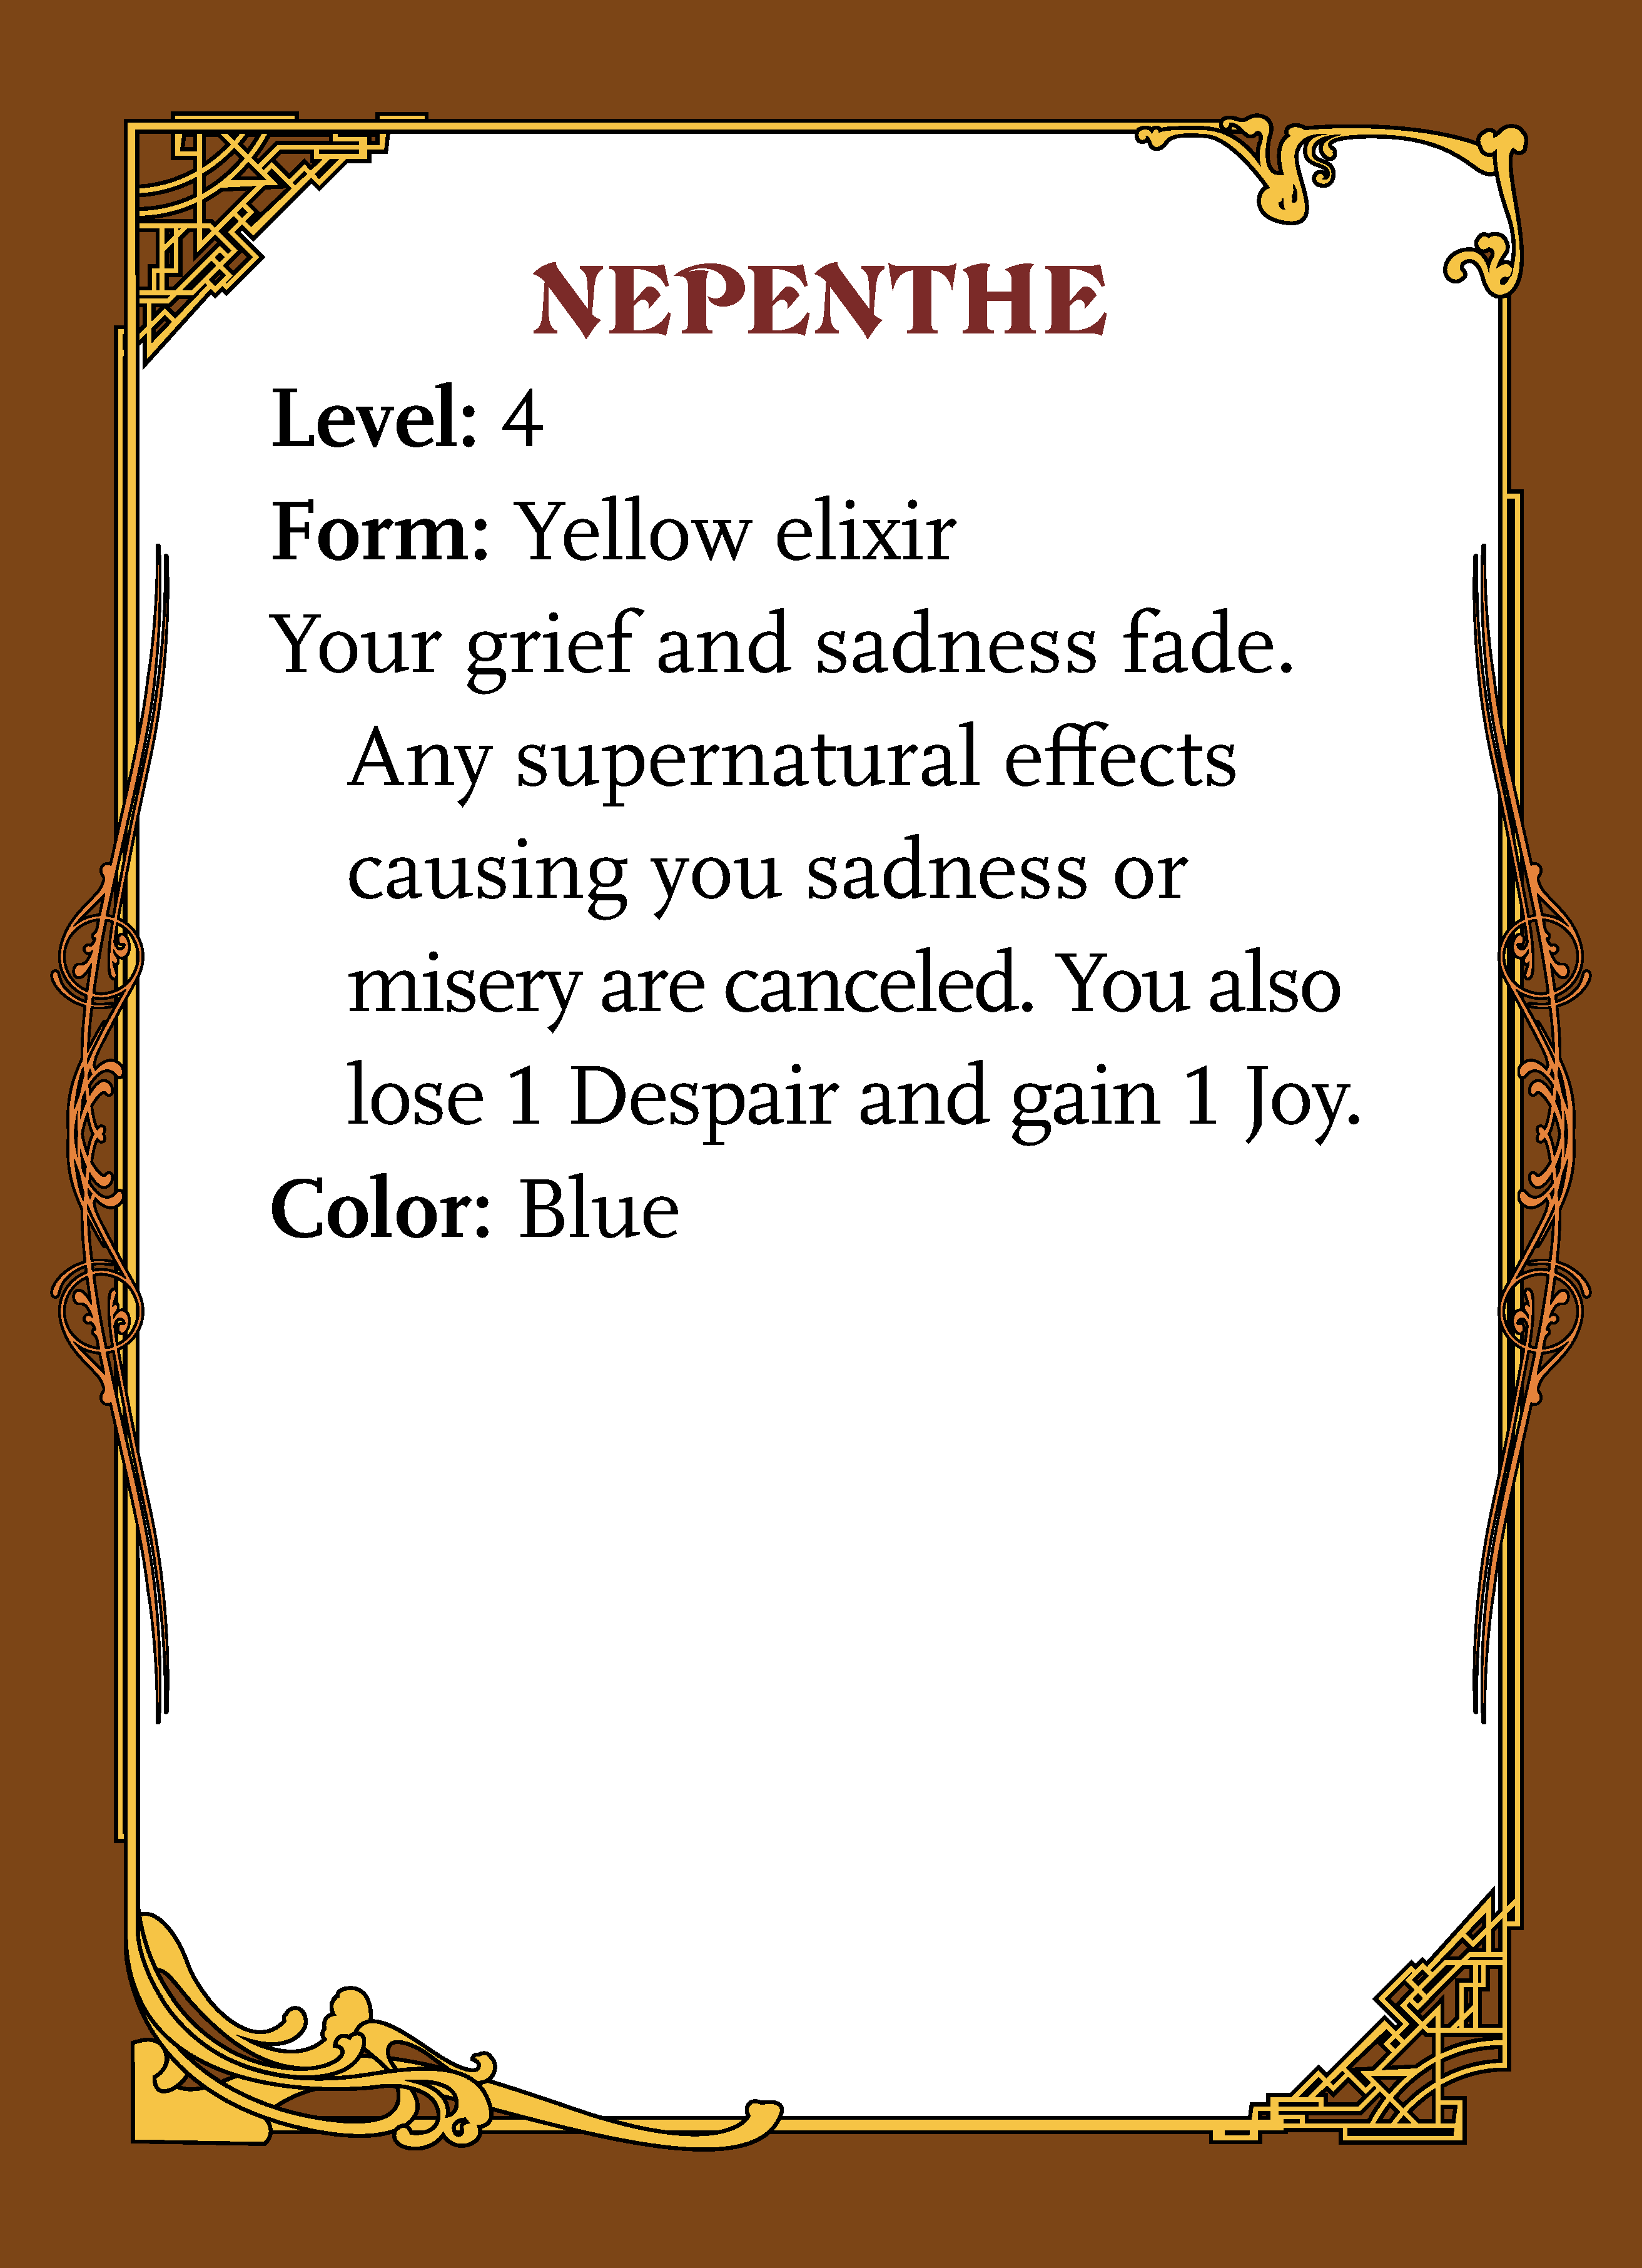 NEPENTHE
Level: 4
Form: Yellow elixir
Your grief and sadness fade.
Any supernatural effects
causing you sadness or
misery are canceled. You also
lose 1 Despair and gain 1 Joy.
Color: Blue